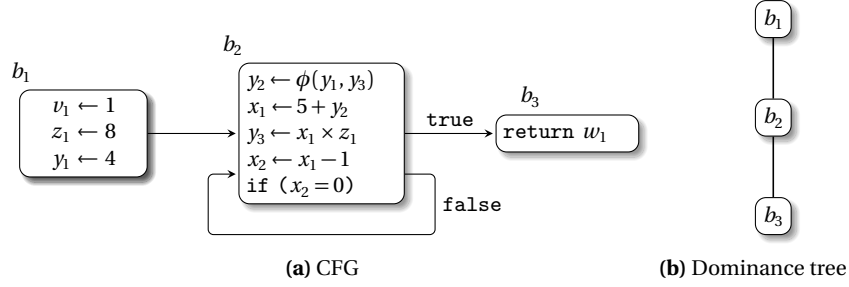 b₁
v₁ ← 1
z₁ ← 8
y₁ ← 4
b₂
y₂ ← ϕ(y₁, y₃)
x₁ ← 5 + y₂
y₃ ← x₁ × z₁
x₂ ← x₁ − 1
if (x₂ = 0)
true
false
b₃
return w₁
(a) CFG
b₁
b₂
b₃
(b) Dominance tree